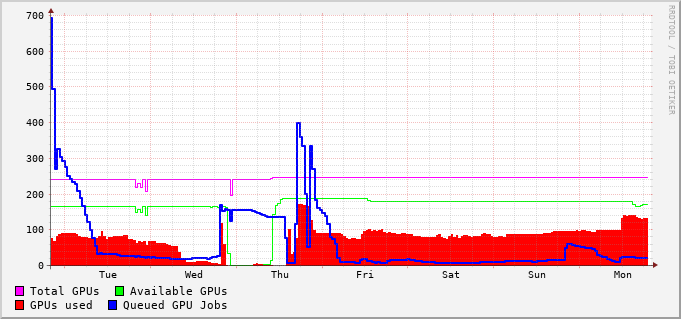 700
600
500
400
300
200
100
0
Tue Wed Thu Fri Sat Sun Mon
Total GPUs Available GPUs
GPUs used Queued GPU Jobs
RRDTOOL / TOBI OETIKER